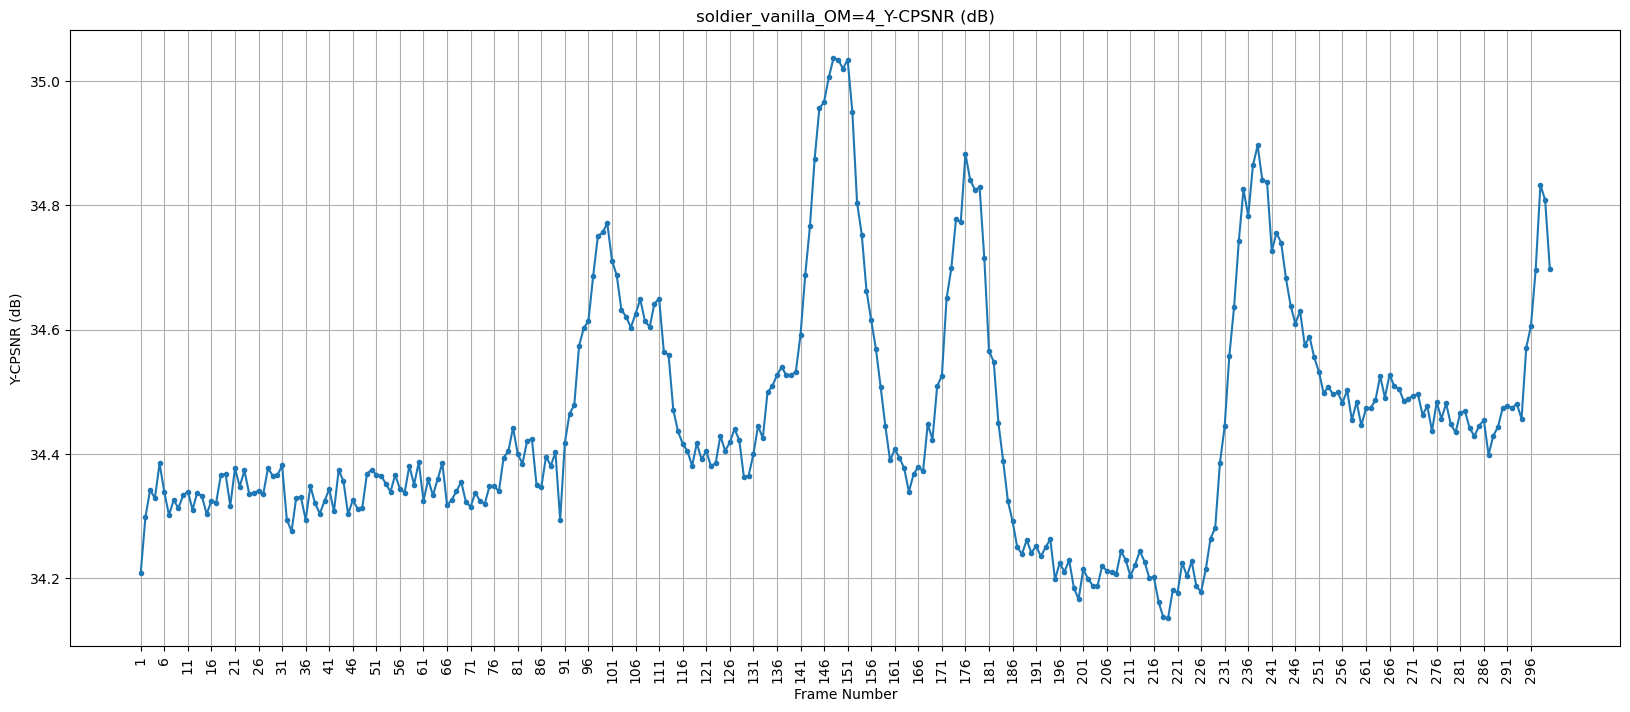 soldier_vanilla_OM=4_Y-CPSNR (dB)
Y-CPSNR (dB)
35.0
34.8
34.6
34.4
34.2
1 6 11 16 21 26 31 36 41 46 51 56 61 66 71 76 81 86 91 96 101 106 111 116 121 126 131 136 141 146 151 156 161 166 171 176 181 186 191 196 201 206 211 216 221 226 231 236 241 246 251 256 261 266 271 276 281 286 291 296
Frame Number